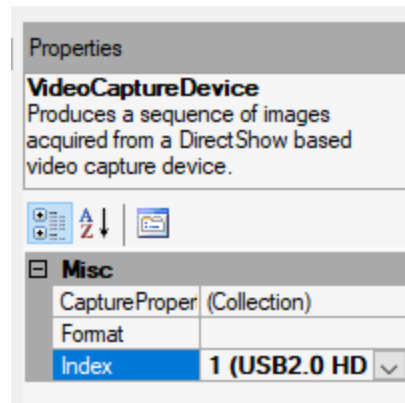 Properties
VideoCaptureDevice
Produces a sequence of images
acquired from a DirectShow based
video capture device.
Misc
CaptureProper (Collection)
Format
Index 1 (USB2.0 HD